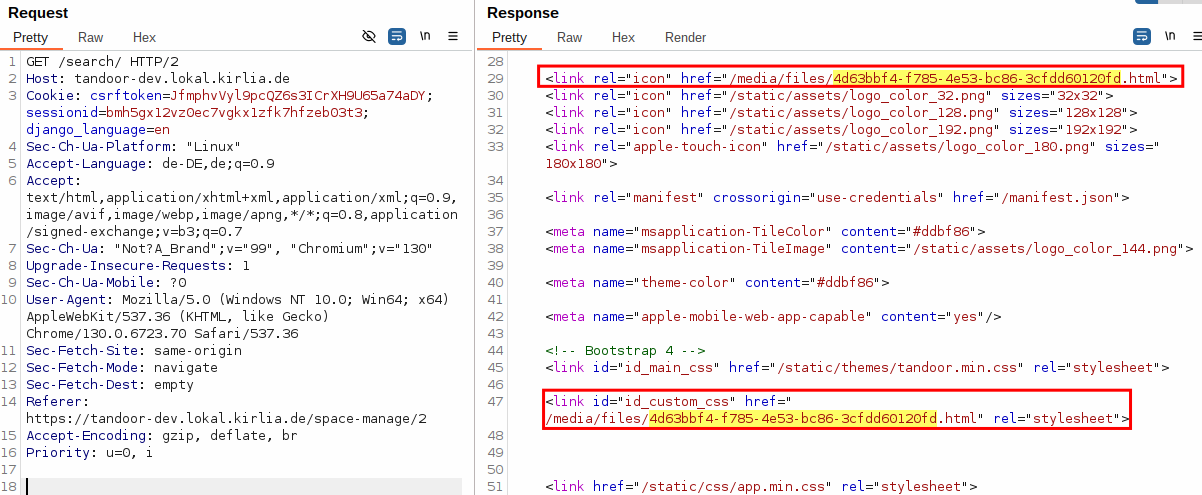 Request
Pretty Raw Hex \n
1 GET /search/ HTTP/2
2 Host: tandoor-dev.lokal.kirlia.de
3 Cookie: csrftoken=JfmphvVyl9pcQZ6s3ICrXH9U65a74aDY;
sessionid=bmh5gx12vz0ec7vgkx1zfk7hfzeb03t3;
django_language=en
4 Sec-Ch-Ua-Platform: "Linux"
5 Accept-Language: de-DE,de;q=0.9
6 Accept:
text/html,application/xhtml+xml,application/xml;q=0.9,
image/avif,image/webp,image/apng,*/*;q=0.8,application
/signed-exchange;v=b3;q=0.7
7 Sec-Ch-Ua: "Not?A_Brand";v="99", "Chromium";v="130"
8 Upgrade-Insecure-Requests: 1
9 Sec-Ch-Ua-Mobile: ?0
10 User-Agent: Mozilla/5.0 (Windows NT 10.0; Win64; x64)
AppleWebKit/537.36 (KHTML, like Gecko)
Chrome/130.0.6723.70 Safari/537.36
11 Sec-Fetch-Site: same-origin
12 Sec-Fetch-Mode: navigate
13 Sec-Fetch-Dest: empty
14 Referer:
https://tandoor-dev.lokal.kirlia.de/space-manage/2
15 Accept-Encoding: gzip, deflate, br
16 Priority: u=0, i
17
18
Response
Pretty Raw Hex Render \n
28
29 <link rel="icon" href="/media/files/4d63bbf4-f785-4e53-bc86-3cfdd60120fd.html">
30 <link rel="icon" href="/static/assets/logo_color_32.png" sizes="32x32">
31 <link rel="icon" href="/static/assets/logo_color_128.png" sizes="128x128">
32 <link rel="icon" href="/static/assets/logo_color_192.png" sizes="192x192">
33 <link rel="apple-touch-icon" href="/static/assets/logo_color_180.png" sizes="
180x180">
34
35 <link rel="manifest" crossorigin="use-credentials" href="/manifest.json">
36
37 <meta name="msapplication-TileColor" content="#ddbf86">
38 <meta name="msapplication-TileImage" content="/static/assets/logo_color_144.png">
39
40 <meta name="theme-color" content="#ddbf86">
41
42 <meta name="apple-mobile-web-app-capable" content="yes"/>
43
44 <!-- Bootstrap 4 -->
45 <link id="id_main_css" href="/static/themes/tandoor.min.css" rel="stylesheet">
46
47 <link id="id_custom_css" href="
/media/files/4d63bbf4-f785-4e53-bc86-3cfdd60120fd.html" rel="stylesheet">
48
49
50
51 <link href="/static/css/app.min.css" rel="stylesheet">